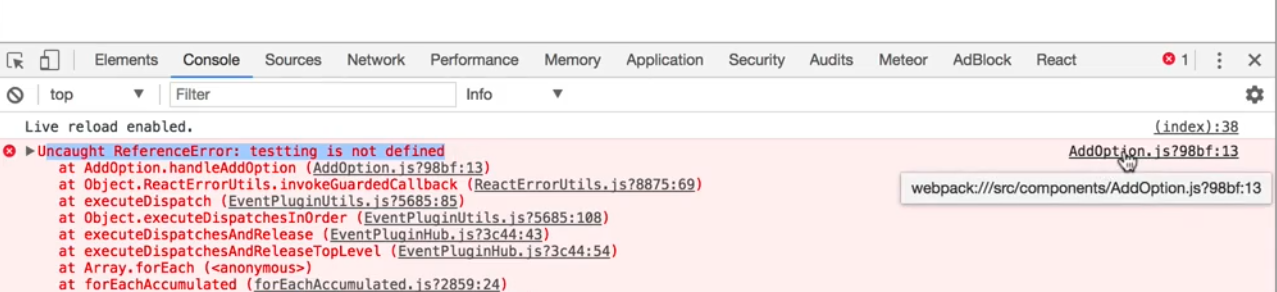 Elements Console Sources Network Performance Memory Application Security Audits Meteor AdBlock React 1
top Filter Info
Live reload enabled. (index):38
Uncaught ReferenceError: testting is not defined AddOption.js?98bf:13
at AddOption.handleAddOption (AddOption.js?98bf:13)
webpack:///src/components/AddOption.js?98bf:13
at Object.ReactErrorUtils.invokeGuardedCallback (ReactErrorUtils.js?8875:69)
at executeDispatch (EventPluginUtils.js?5685:85)
at Object.executeDispatchesInOrder (EventPluginUtils.js?5685:108)
at executeDispatchesAndRelease (EventPluginHub.js?3c44:43)
at executeDispatchesAndReleaseTopLevel (EventPluginHub.js?3c44:54)
at Array.forEach (<anonymous>)
at forEachAccumulated (forEachAccumulated.js?2859:24)